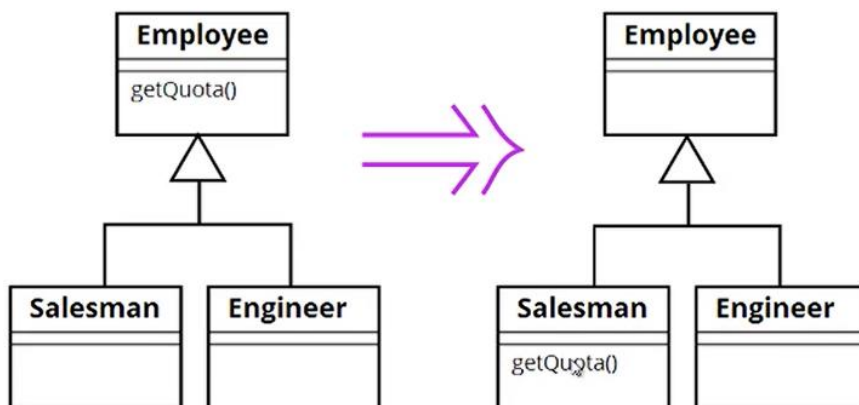 Employee
getQuota()
Salesman
Engineer
Employee
Salesman
getQuota()
Engineer